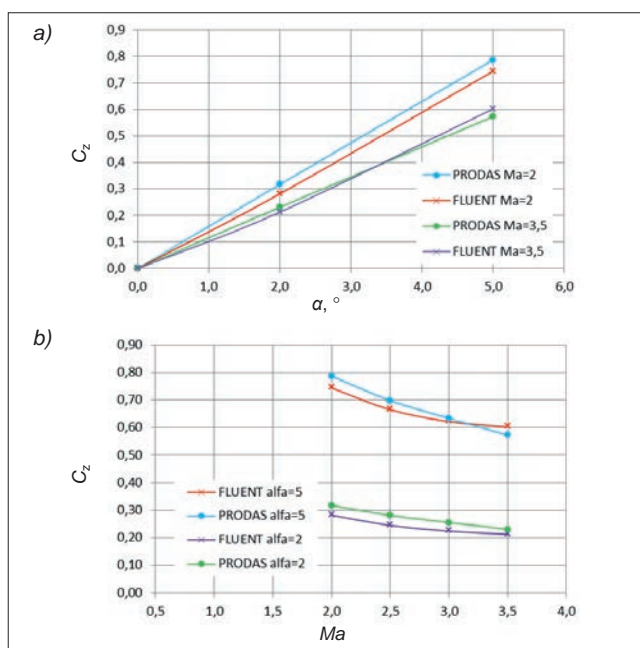 a)
0,9
0,8
0,7
0,6
0,5
0,4
0,3
0,2
0,1
0,0
C_z
PRODAS Ma=2
FLUENT Ma=2
PRODAS Ma=3,5
FLUENT Ma=3,5
0,0 1,0 2,0 3,0 4,0 5,0 6,0
α, °
b)
0,90
0,80
0,70
0,60
0,50
0,40
0,30
0,20
0,10
0,00
C_z
FLUENT alfa=5
PRODAS alfa=5
FLUENT alfa=2
PRODAS alfa=2
0,5 1,0 1,5 2,0 2,5 3,0 3,5 4,0
Ma